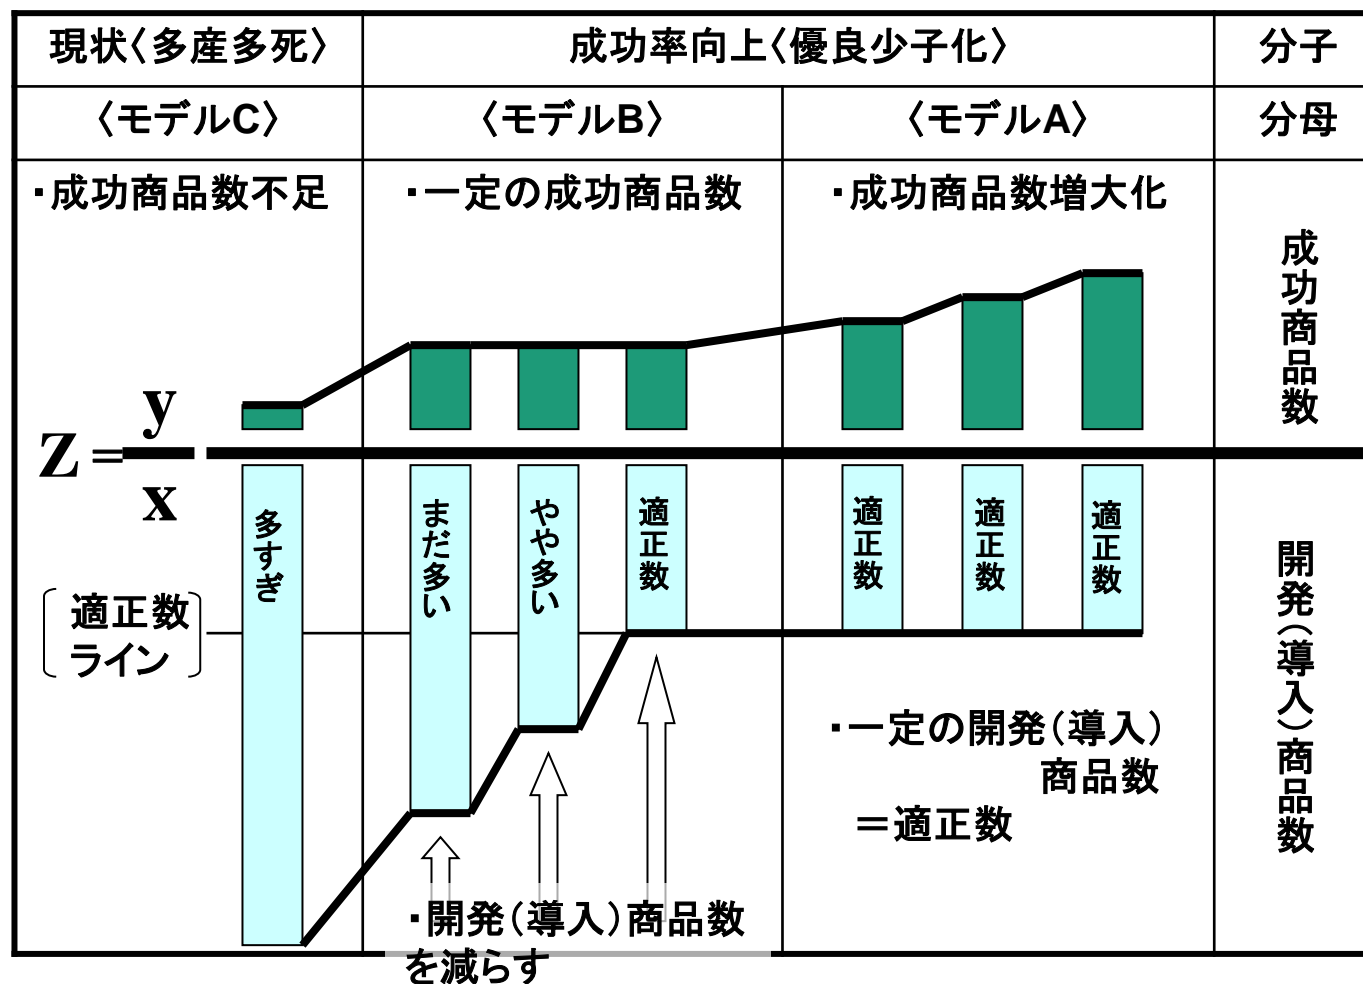 現状〈多産多死〉
成功率向上〈優良少子化〉
分子
〈モデルC〉
〈モデルB〉
〈モデルA〉
分母
・成功商品数不足
・一定の成功商品数
・成功商品数増大化
成功商品数
y
Z=
x
多すぎ
まだ多い
やや多い
適正数
適正数
適正数
適正数
適正数
ライン
・一定の開発(導入)
商品数
=適正数
開発(導入)商品数
・開発(導入)商品数
を減らす